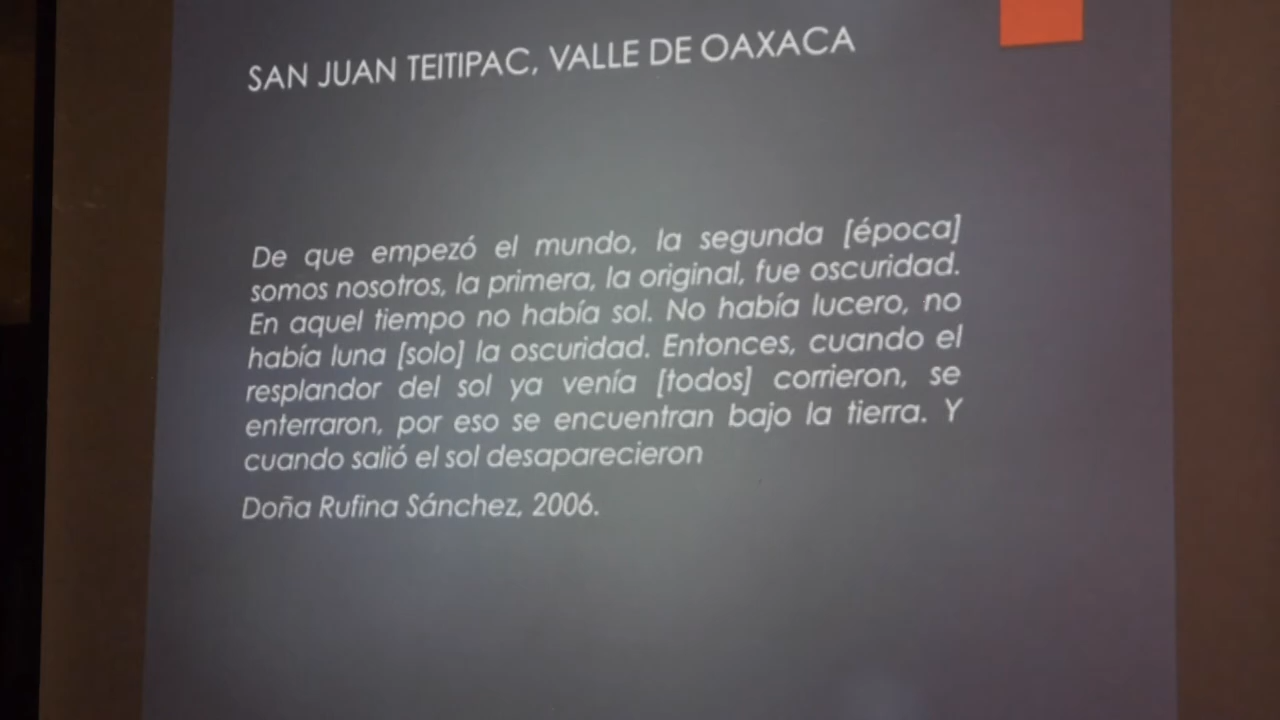 SAN JUAN TEITIPAC, VALLE DE OAXACA
De que empezó el mundo, la segunda [época]
somos nosotros, la primera, la original, fue oscuridad.
En aquel tiempo no había sol. No había lucero, no
había luna [solo] la oscuridad. Entonces, cuando el
resplandor del sol ya venía [todos] corrieron, se
enterraron, por eso se encuentran bajo la tierra. Y
cuando salió el sol desaparecieron
Doña Rufina Sánchez, 2006.